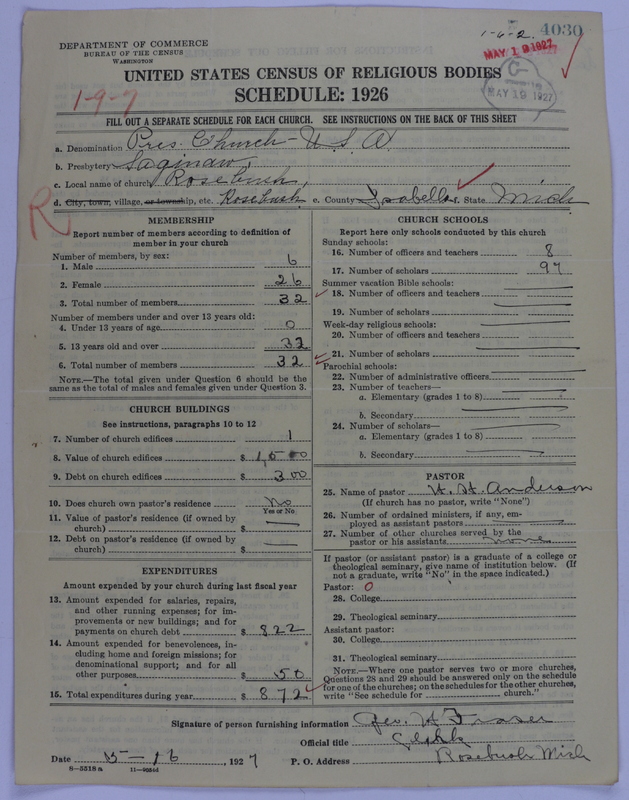 1-6-2.
4030
DEPARTMENT OF COMMERCE
BUREAU OF THE CENSUS
WASHINGTON
MAY 19 1927
MAY 19 1927
UNITED STATES CENSUS OF RELIGIOUS BODIES
SCHEDULE: 1926
1-9-7
FILL OUT A SEPARATE SCHEDULE FOR EACH CHURCH. SEE INSTRUCTIONS ON THE BACK OF THIS SHEET
a. Denomination Pres. Church - U S A
b. Presbytery Saginaw
c. Local name of church Rosebush
d. City, town, village, or township, etc. Rosebush e. County Isabella f. State Mich
R
MEMBERSHIP
Report number of members according to definition of
member in your church
Number of members, by sex:
1. Male 6
2. Female 26
3. Total number of members 32
Number of members under and over 13 years old:
4. Under 13 years of age 0
5. 13 years old and over 32
6. Total number of members 32
NOTE.—The total given under Question 6 should be
same as the total of males and females given under Question 3.
CHURCH BUILDINGS
See instructions, paragraphs 10 to 12
7. Number of church edifices 1
8. Value of church edifices $
9. Debt on church edifices $ 300
10. Does church own pastor's residence No
Yes or No
11. Value of pastor's residence (if owned by
church) $
12. Debt on pastor's residence (if owned by
church) $
EXPENDITURES
Amount expended by your church during last fiscal year
13. Amount expended for salaries, repairs,
and other running expenses; for im-
provements or new buildings; and for
payments on church debt $ 822
14. Amount expended for benevolences, in-
cluding home and foreign missions; for
denominational support; and for all
other purposes $ 50
15. Total expenditures during year $ 872
CHURCH SCHOOLS
Report here only schools conducted by this church
Sunday schools:
16. Number of officers and teachers 8
17. Number of scholars 97
Summer vacation Bible schools:
18. Number of officers and teachers
19. Number of scholars
Week-day religious schools:
20. Number of officers and teachers
21. Number of scholars
Parochial schools:
22. Number of administrative officers
23. Number of teachers—
a. Elementary (grades 1 to 8)
b. Secondary
24. Number of scholars—
a. Elementary (grades 1 to 8)
b. Secondary
PASTOR
25. Name of pastor H. H. Anderson
(If church has no pastor, write "None")
26. Number of ordained ministers, if any, em-
ployed as assistant pastors
27. Number of other churches served by the
pastor or his assistants none
If pastor (or assistant pastor) is a graduate of a college or
theological seminary, give name of institution below. (If
not a graduate, write "No" in the space indicated.)
Pastor: 0
28. College
29. Theological seminary
Assistant pastor:
30. College
31. Theological seminary
NOTE.—Where one pastor serves two or more churches,
Questions 28 and 29 should be answered only on the schedule
for one of the churches; on the schedules for the other churches,
write "See schedule for church."
Signature of person furnishing information Geo. H Fraser
Official title Clerk
Date 5-16, 1927 P. O. Address Rosebush Mich
8-5518a